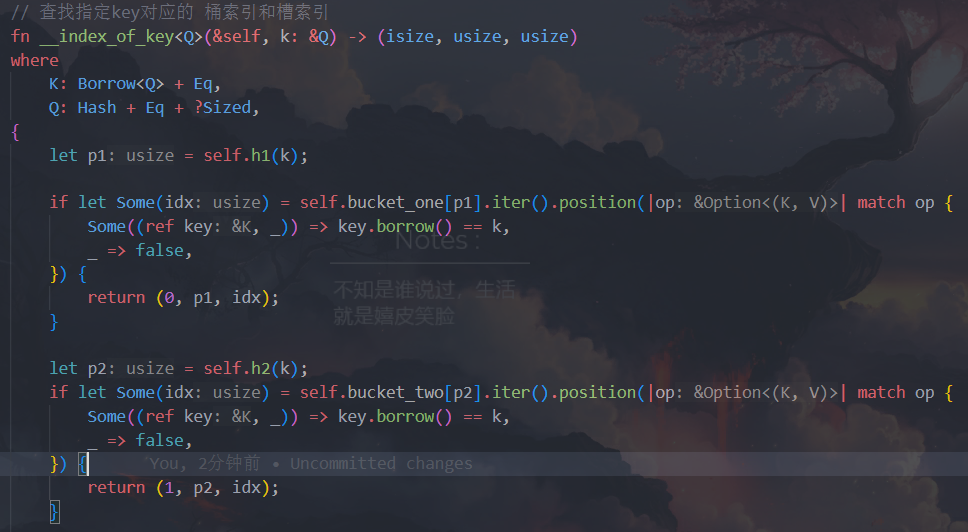 // 查找指定key对应的 桶索引和槽索引
fn __index_of_key<Q>(&self, k: &Q) -> (isize, usize, usize)
where
    K: Borrow<Q> + Eq,
    Q: Hash + Eq + ?Sized,
{
    let p1: usize = self.h1(k);
    if let Some(idx: usize) = self.bucket_one[p1].iter().position(|op: &Option<(K, V)>| match op {
        Some((ref key: &K, _)) => key.borrow() == k,
        _ => false,
    }) {
        return (0, p1, idx);
    }
    let p2: usize = self.h2(k);
    if let Some(idx: usize) = self.bucket_two[p2].iter().position(|op: &Option<(K, V)>| match op {
        Some((ref key: &K, _)) => key.borrow() == k,
        _ => false,
    }) {        You, 2分钟前 • Uncommitted changes
        return (1, p2, idx);
    }
Notes :
不知是谁说过，生活
就是嬉皮笑脸